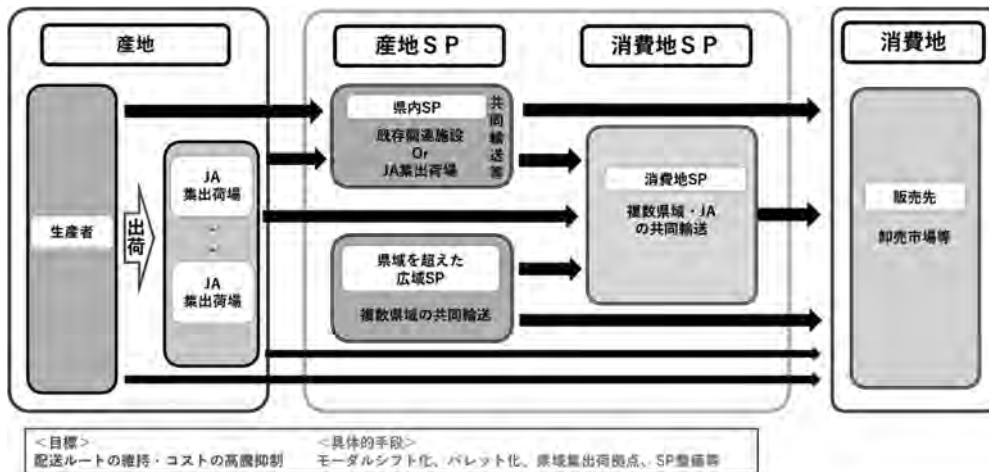 産地
産地SP
消費地SP
消費地
生産者
出荷
JA
集出荷場
-
-
JA
集出荷場
県内SP
既存関連施設
Or
JA集出荷場
共同輸送等
県域を超えた
広域SP
複数県域の共同輸送
消費地SP
複数県域・JA
の共同輸送
販売先
卸売市場等
<目標>
配送ルートの維持・コストの高騰抑制
<具体的手段>
モーダルシフト化、パレット化、県域集出荷拠点、SP整備等